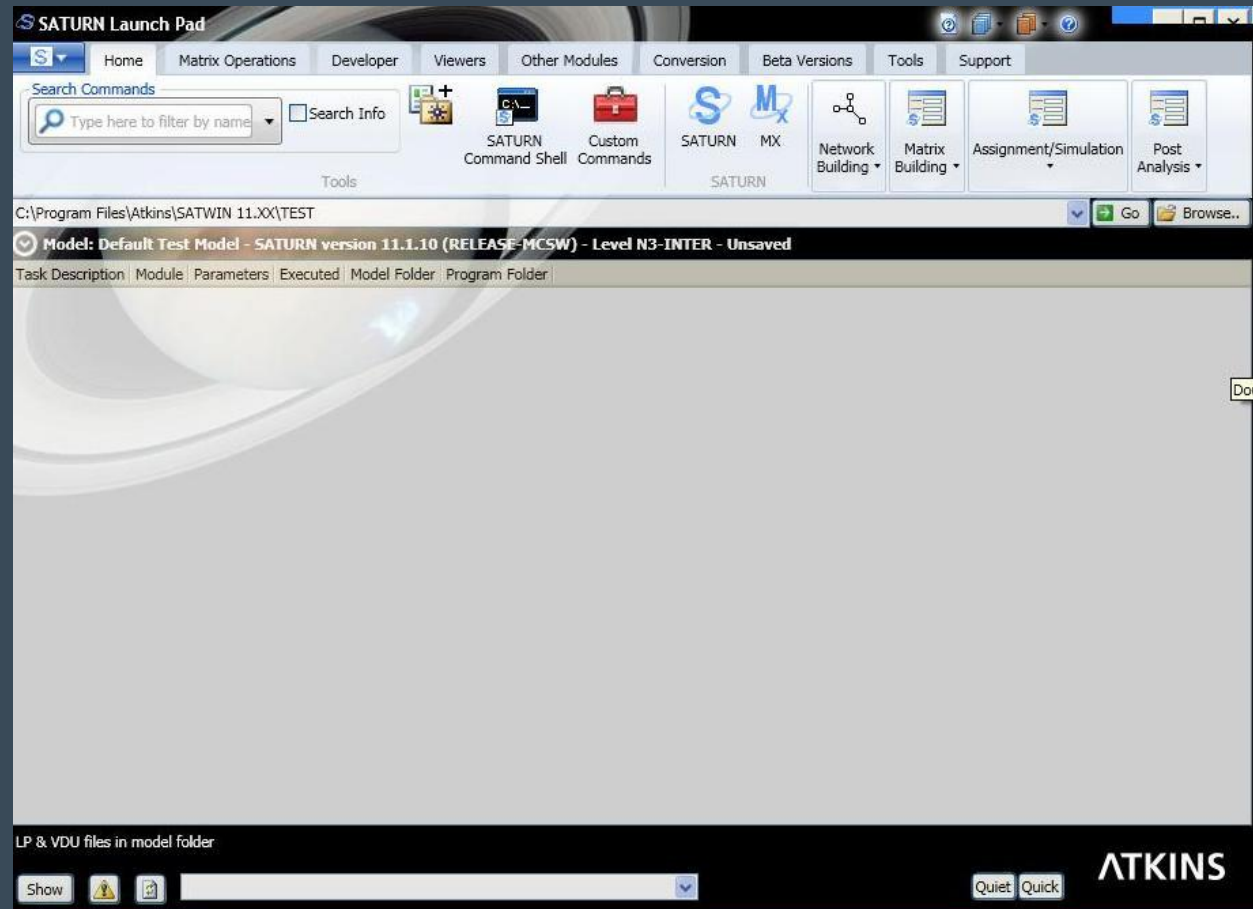 SATURN Launch Pad
Home Matrix Operations Developer Viewers Other Modules Conversion Beta Versions Tools Support
Search Commands
Type here to filter by name
Search Info
SATURN Command Shell
Custom Commands
Tools
SATURN
MX
SATURN
Network Building
Matrix Building
Assignment/Simulation
Post Analysis
C:\Program Files\Atkins\SATWIN 11.XX\TEST
Go
Browse..
Model: Default Test Model - SATURN version 11.1.10 (RELEASE-MCSW) - Level N3-INTER - Unsaved
Task Description Module Parameters Executed Model Folder Program Folder
LP & VDU files in model folder
Show
Quiet Quick
ATKINS